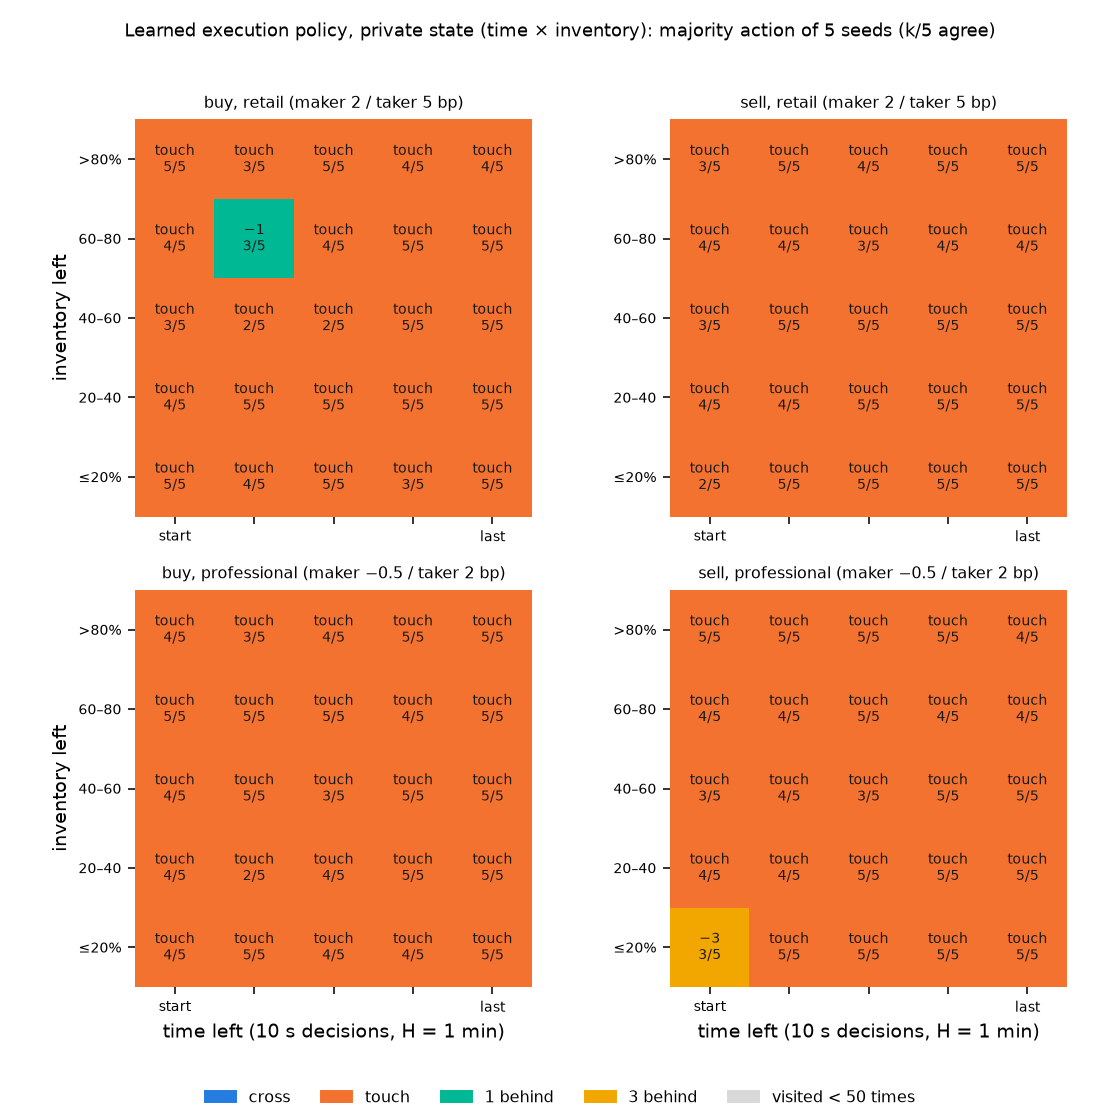 Learned execution policy, private state (time × inventory): majority action of 5 seeds (k/5 agree)
buy, retail (maker 2 / taker 5 bp)
inventory left
>80%
touch touch touch touch touch
5/5 3/5 5/5 4/5 4/5
60–80
touch −1 touch touch touch
4/5 3/5 4/5 5/5 5/5
40–60
touch touch touch touch touch
3/5 2/5 2/5 5/5 5/5
20–40
touch touch touch touch touch
4/5 5/5 5/5 5/5 5/5
≤20%
touch touch touch touch touch
5/5 4/5 5/5 3/5 5/5
start last
sell, retail (maker 2 / taker 5 bp)
>80%
touch touch touch touch touch
3/5 5/5 4/5 5/5 5/5
60–80
touch touch touch touch touch
4/5 4/5 3/5 4/5 4/5
40–60
touch touch touch touch touch
3/5 5/5 5/5 5/5 5/5
20–40
touch touch touch touch touch
4/5 4/5 5/5 5/5 5/5
≤20%
touch touch touch touch touch
2/5 5/5 5/5 5/5 5/5
start last
buy, professional (maker −0.5 / taker 2 bp)
inventory left
>80%
touch touch touch touch touch
4/5 3/5 4/5 5/5 5/5
60–80
touch touch touch touch touch
5/5 5/5 5/5 4/5 5/5
40–60
touch touch touch touch touch
4/5 5/5 3/5 5/5 5/5
20–40
touch touch touch touch touch
4/5 2/5 4/5 5/5 5/5
≤20%
touch touch touch touch touch
4/5 5/5 4/5 4/5 5/5
start last
time left (10 s decisions, H = 1 min)
sell, professional (maker −0.5 / taker 2 bp)
>80%
touch touch touch touch touch
5/5 5/5 5/5 5/5 4/5
60–80
touch touch touch touch touch
4/5 4/5 5/5 4/5 4/5
40–60
touch touch touch touch touch
3/5 4/5 3/5 5/5 5/5
20–40
touch touch touch touch touch
4/5 4/5 5/5 5/5 5/5
≤20%
−3 touch touch touch touch
3/5 5/5 5/5 5/5 5/5
start last
time left (10 s decisions, H = 1 min)
cross touch 1 behind 3 behind visited < 50 times